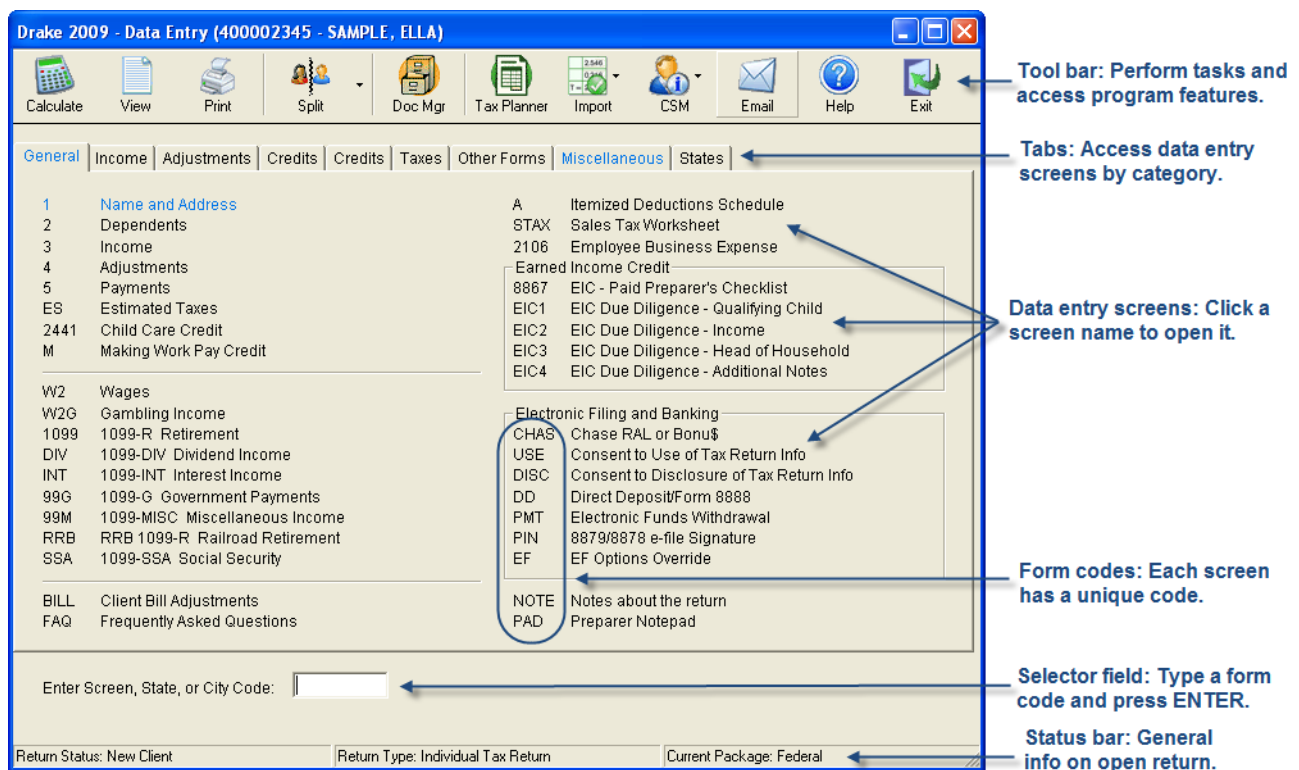 Drake 2009 - Data Entry (400002345 - SAMPLE, ELLA)
Calculate View Print Split Doc Mgr Tax Planner Import CSM Email Help Exit
Tool bar: Perform tasks and
access program features.
General Income Adjustments Credits Credits Taxes Other Forms Miscellaneous States
Tabs: Access data entry
screens by category.
1 Name and Address
2 Dependents
3 Income
4 Adjustments
5 Payments
ES Estimated Taxes
2441 Child Care Credit
M Making Work Pay Credit
W2 Wages
W2G Gambling Income
1099 1099-R Retirement
DIV 1099-DIV Dividend Income
INT 1099-INT Interest Income
99G 1099-G Government Payments
99M 1099-MISC Miscellaneous Income
RRB RRB 1099-R Railroad Retirement
SSA 1099-SSA Social Security
BILL Client Bill Adjustments
FAQ Frequently Asked Questions
A Itemized Deductions Schedule
STAX Sales Tax Worksheet
2106 Employee Business Expense
Earned Income Credit
8867 EIC - Paid Preparer's Checklist
EIC1 EIC Due Diligence - Qualifying Child
EIC2 EIC Due Diligence - Income
EIC3 EIC Due Diligence - Head of Household
EIC4 EIC Due Diligence - Additional Notes
Electronic Filing and Banking
CHAS Chase RAL or Bonu$
USE Consent to Use of Tax Return Info
DISC Consent to Disclosure of Tax Return Info
DD Direct Deposit/Form 8888
PMT Electronic Funds Withdrawal
PIN 8879/8878 e-file Signature
EF EF Options Override
NOTE Notes about the return
PAD Preparer Notepad
Data entry screens: Click a
screen name to open it.
Form codes: Each screen
has a unique code.
Enter Screen, State, or City Code:
Selector field: Type a form
code and press ENTER.
Return Status: New Client Return Type: Individual Tax Return Current Package: Federal
Status bar: General
info on open return.